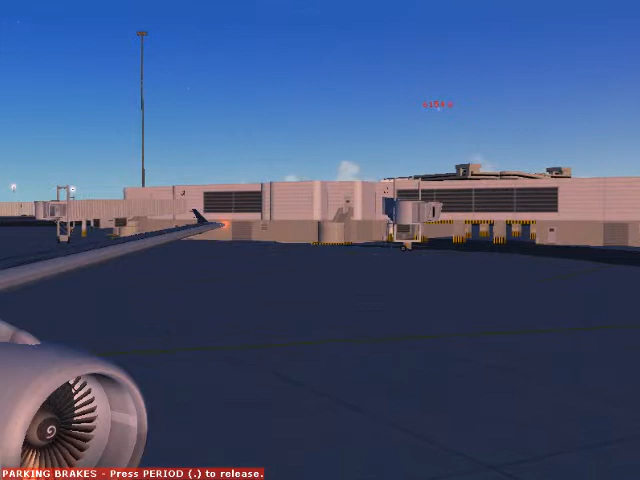 PARKING BRAKES - Press PERIOD (.) to release.